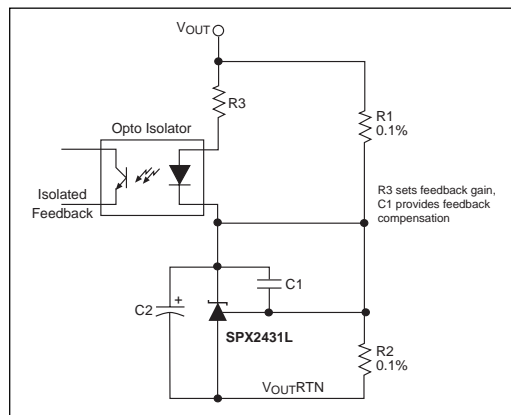 VOUT
R3
R1
0.1%
Opto Isolator
Isolated
Feedback
R3 sets feedback gain,
C1 provides feedback
compensation
C1
C2
+
SPX2431L
R2
0.1%
VOUTRTN